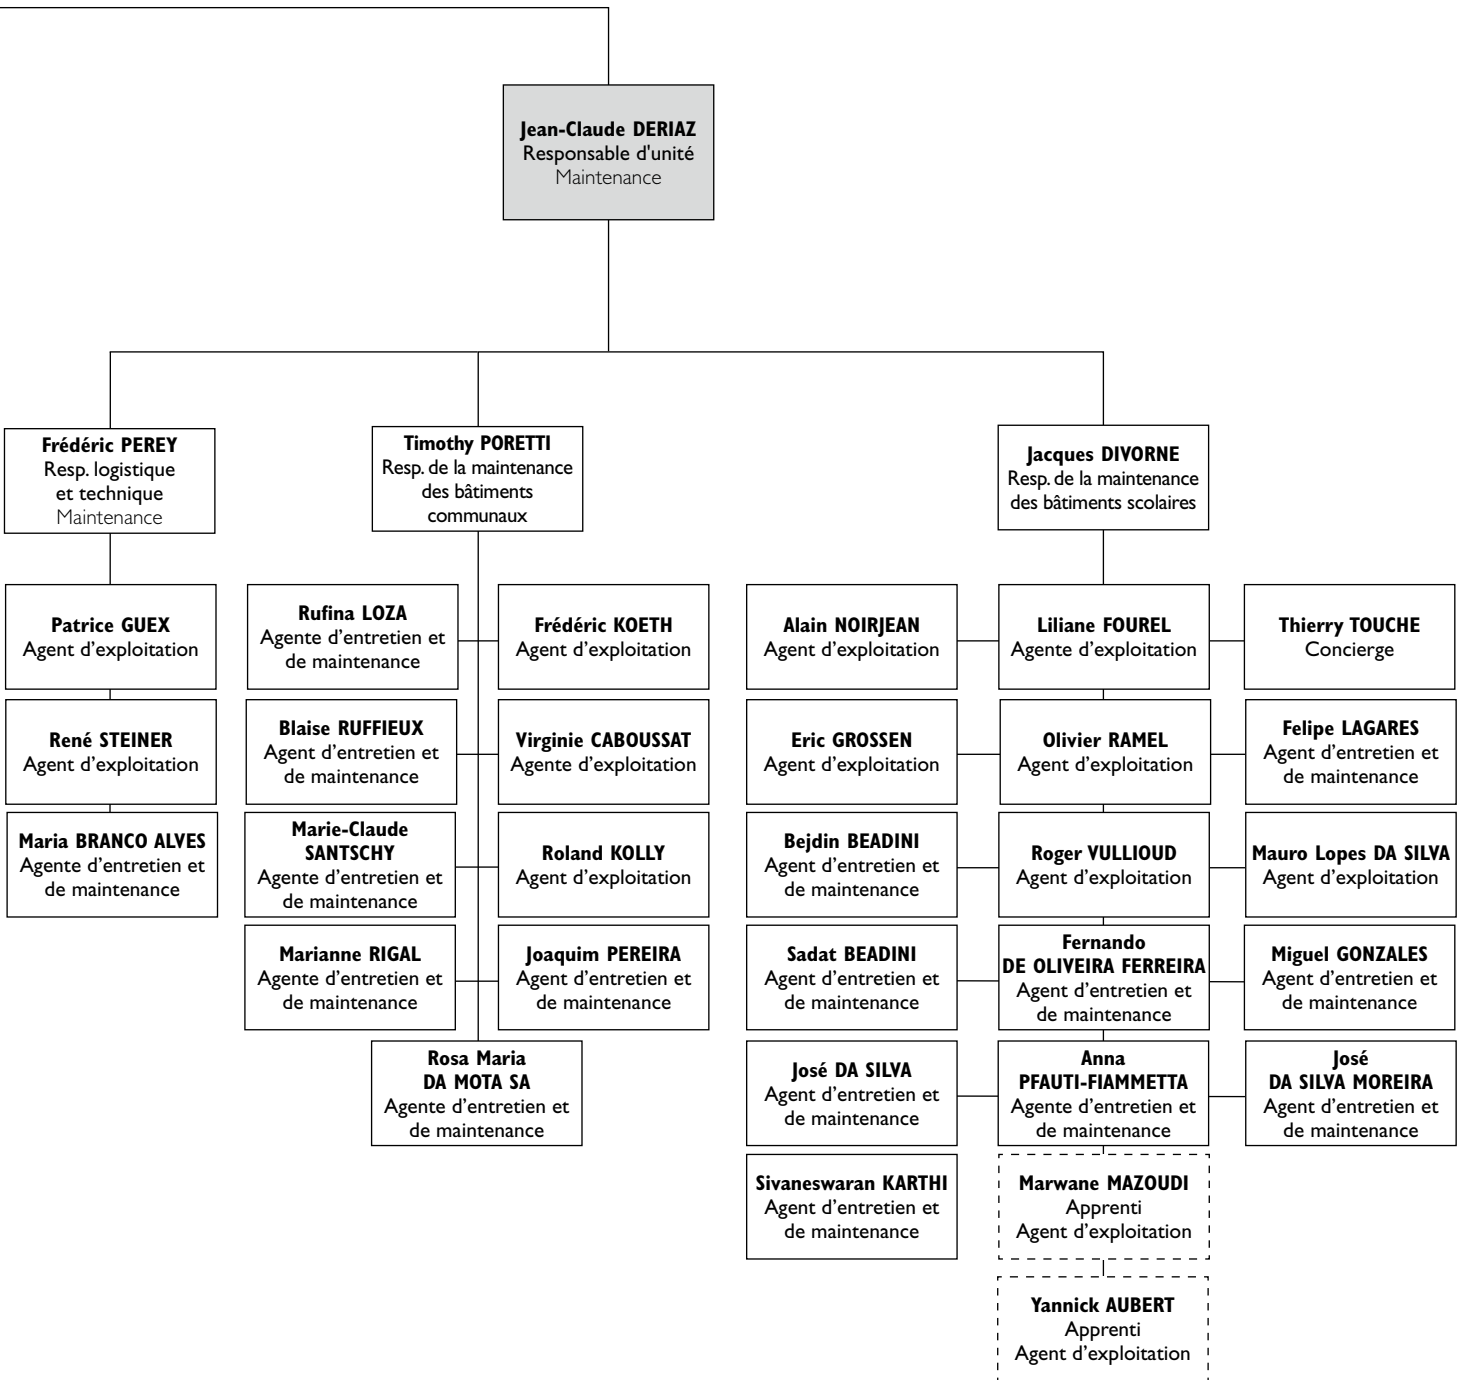 Jean-Claude DERIAZ
Responsable d'unité
Maintenance
Frédéric PEREY
Resp. logistique
et technique
Maintenance
Timothy PORETTI
Resp. de la maintenance
des bâtiments
communaux
Jacques DIVORNE
Resp. de la maintenance
des bâtiments scolaires
Patrice GUEX
Agent d’exploitation
René STEINER
Agent d’exploitation
Maria BRANCO ALVES
Agente d’entretien et
de maintenance
Rufina LOZA
Agente d’entretien et
de maintenance
Frédéric KOETH
Agent d’exploitation
Blaise RUFFIEUX
Agent d’entretien et
de maintenance
Virginie CABOUSSAT
Agente d’exploitation
Marie-Claude
SANTSCHY
Agente d’entretien et
de maintenance
Roland KOLLY
Agent d’exploitation
Marianne RIGAL
Agente d’entretien et
de maintenance
Joaquim PEREIRA
Agent d’entretien et
de maintenance
Rosa Maria
DA MOTA SA
Agente d’entretien et
de maintenance
Alain NOIRJEAN
Agent d’exploitation
Liliane FOUREL
Agente d’exploitation
Thierry TOUCHE
Concierge
Eric GROSSEN
Agent d’exploitation
Olivier RAMEL
Agent d’exploitation
Felipe LAGARES
Agent d’entretien et
de maintenance
Bejdin BEADINI
Agent d’entretien et
de maintenance
Roger VULLIOUD
Agent d’exploitation
Mauro Lopes DA SILVA
Agent d’exploitation
Sadat BEADINI
Agent d’entretien et
de maintenance
Fernando
DE OLIVEIRA FERREIRA
Agent d’entretien et
de maintenance
Miguel GONZALES
Agent d’entretien et
de maintenance
José DA SILVA
Agent d’entretien et
de maintenance
Anna
PFAUTI-FIAMMETTA
Agente d’entretien et
de maintenance
José
DA SILVA MOREIRA
Agent d’entretien et
de maintenance
Sivaneswaran KARTHI
Agent d’entretien et
de maintenance
Marwane MAZOUDI
Apprenti
Agent d’exploitation
Yannick AUBERT
Apprenti
Agent d’exploitation